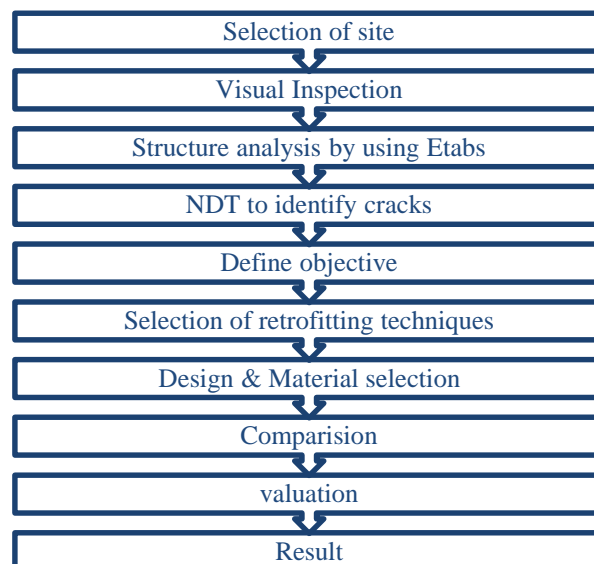 Selection of site
Visual Inspection
Structure analysis by using Etabs
NDT to identify cracks
Define objective
Selection of retrofitting techniques
Design & Material selection
Comparision
valuation
Result